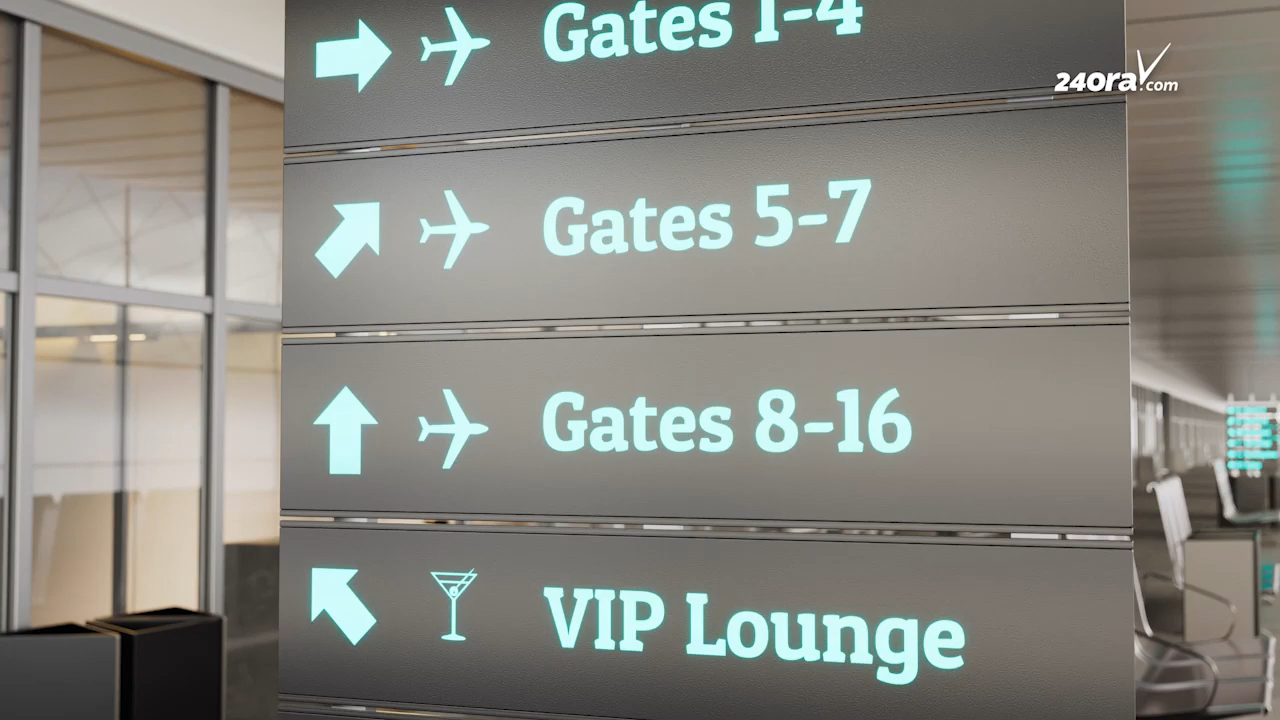 Gates 1-4
24ora.com
Gates 5-7
Gates 8-16
VIP Lounge